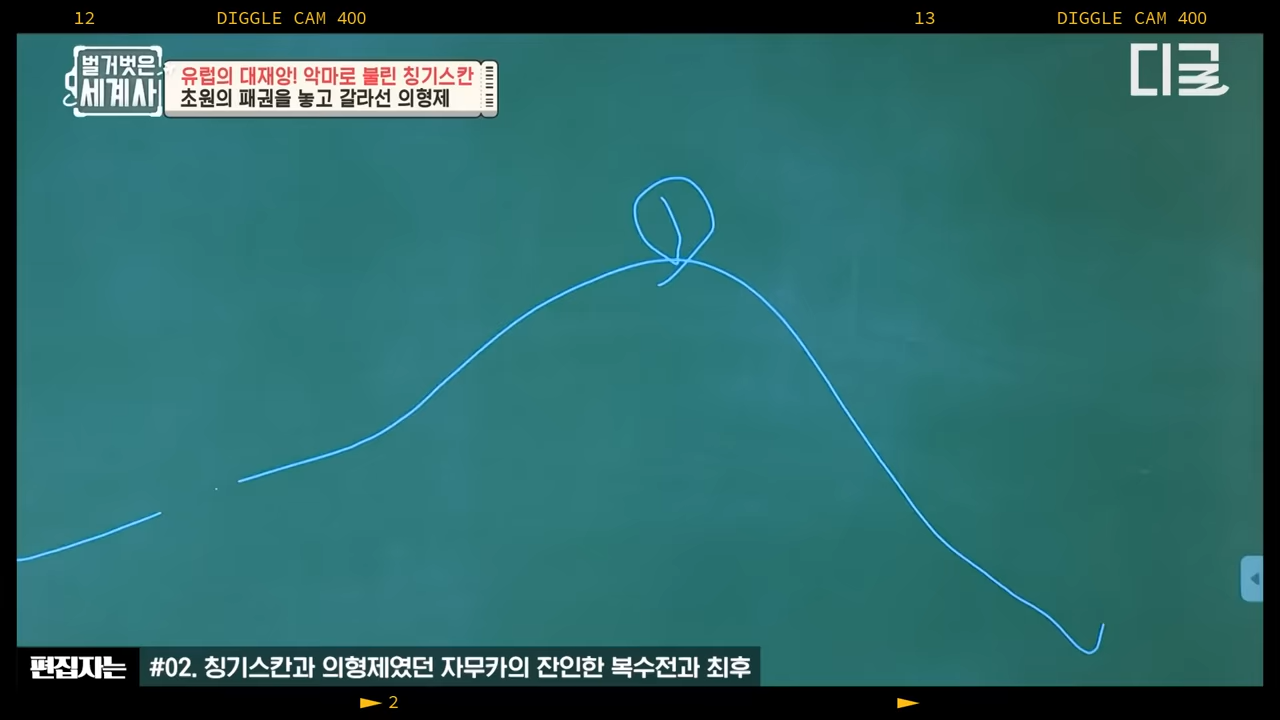 12 DIGGLE CAM 400 13 DIGGLE CAM 400
벌거벗은
세계사
유럽의 대재앙! 악마로 불린 칭기스칸
초원의 패권을 놓고 갈라선 의형제
디글
편집자는 #02. 칭기스칸과 의형제였던 자무카의 잔인한 복수전과 최후
2